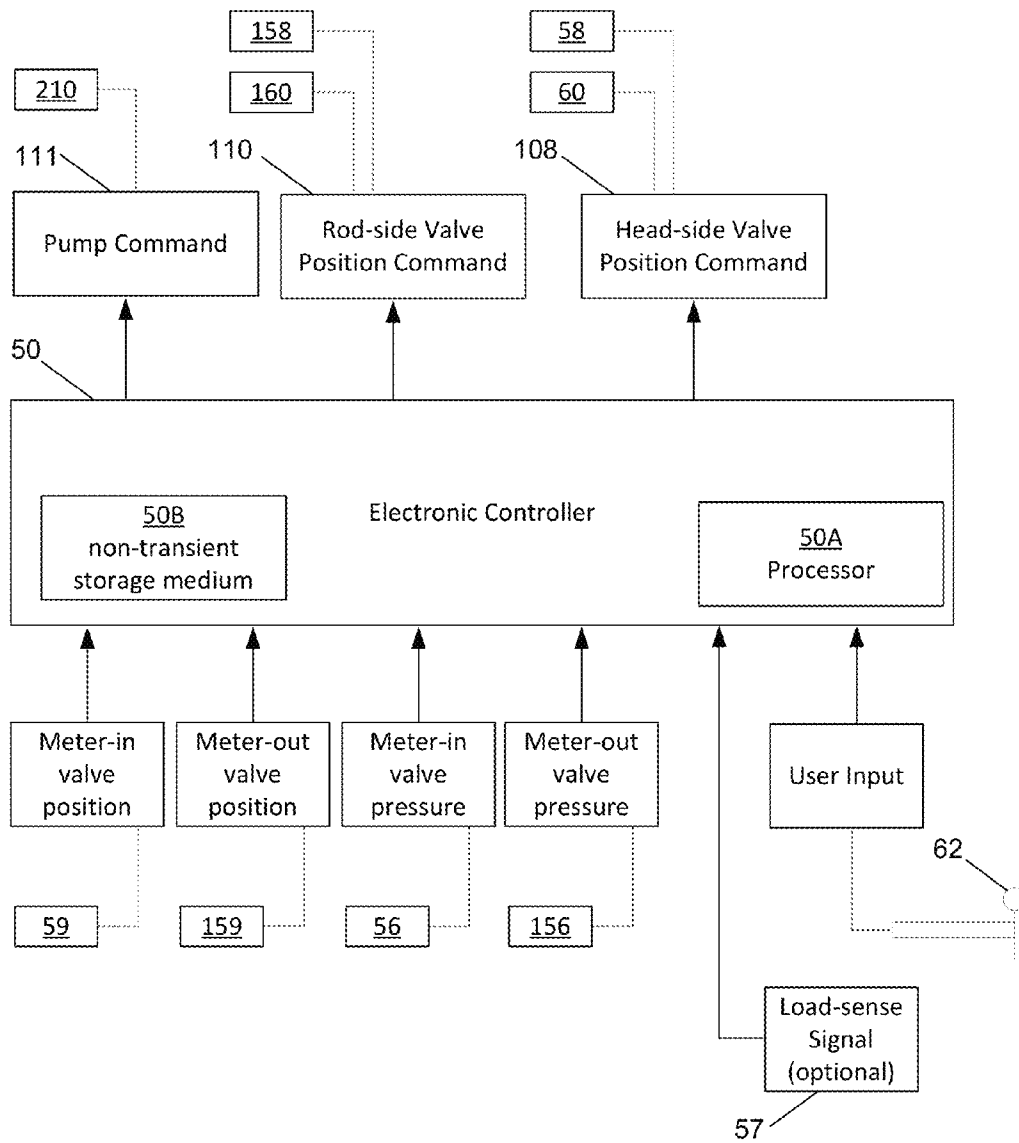 158
58
210
160
60
111
110
108
Pump Command
Rod-side Valve
Position Command
Head-side Valve
Position Command
50
50B
non-transient
storage medium
Electronic Controller
50A
Processor
Meter-in
valve
position
Meter-out
valve
position
Meter-in
valve
pressure
Meter-out
valve
pressure
User Input
62
59
159
56
156
Load-sense
Signal
(optional)
57